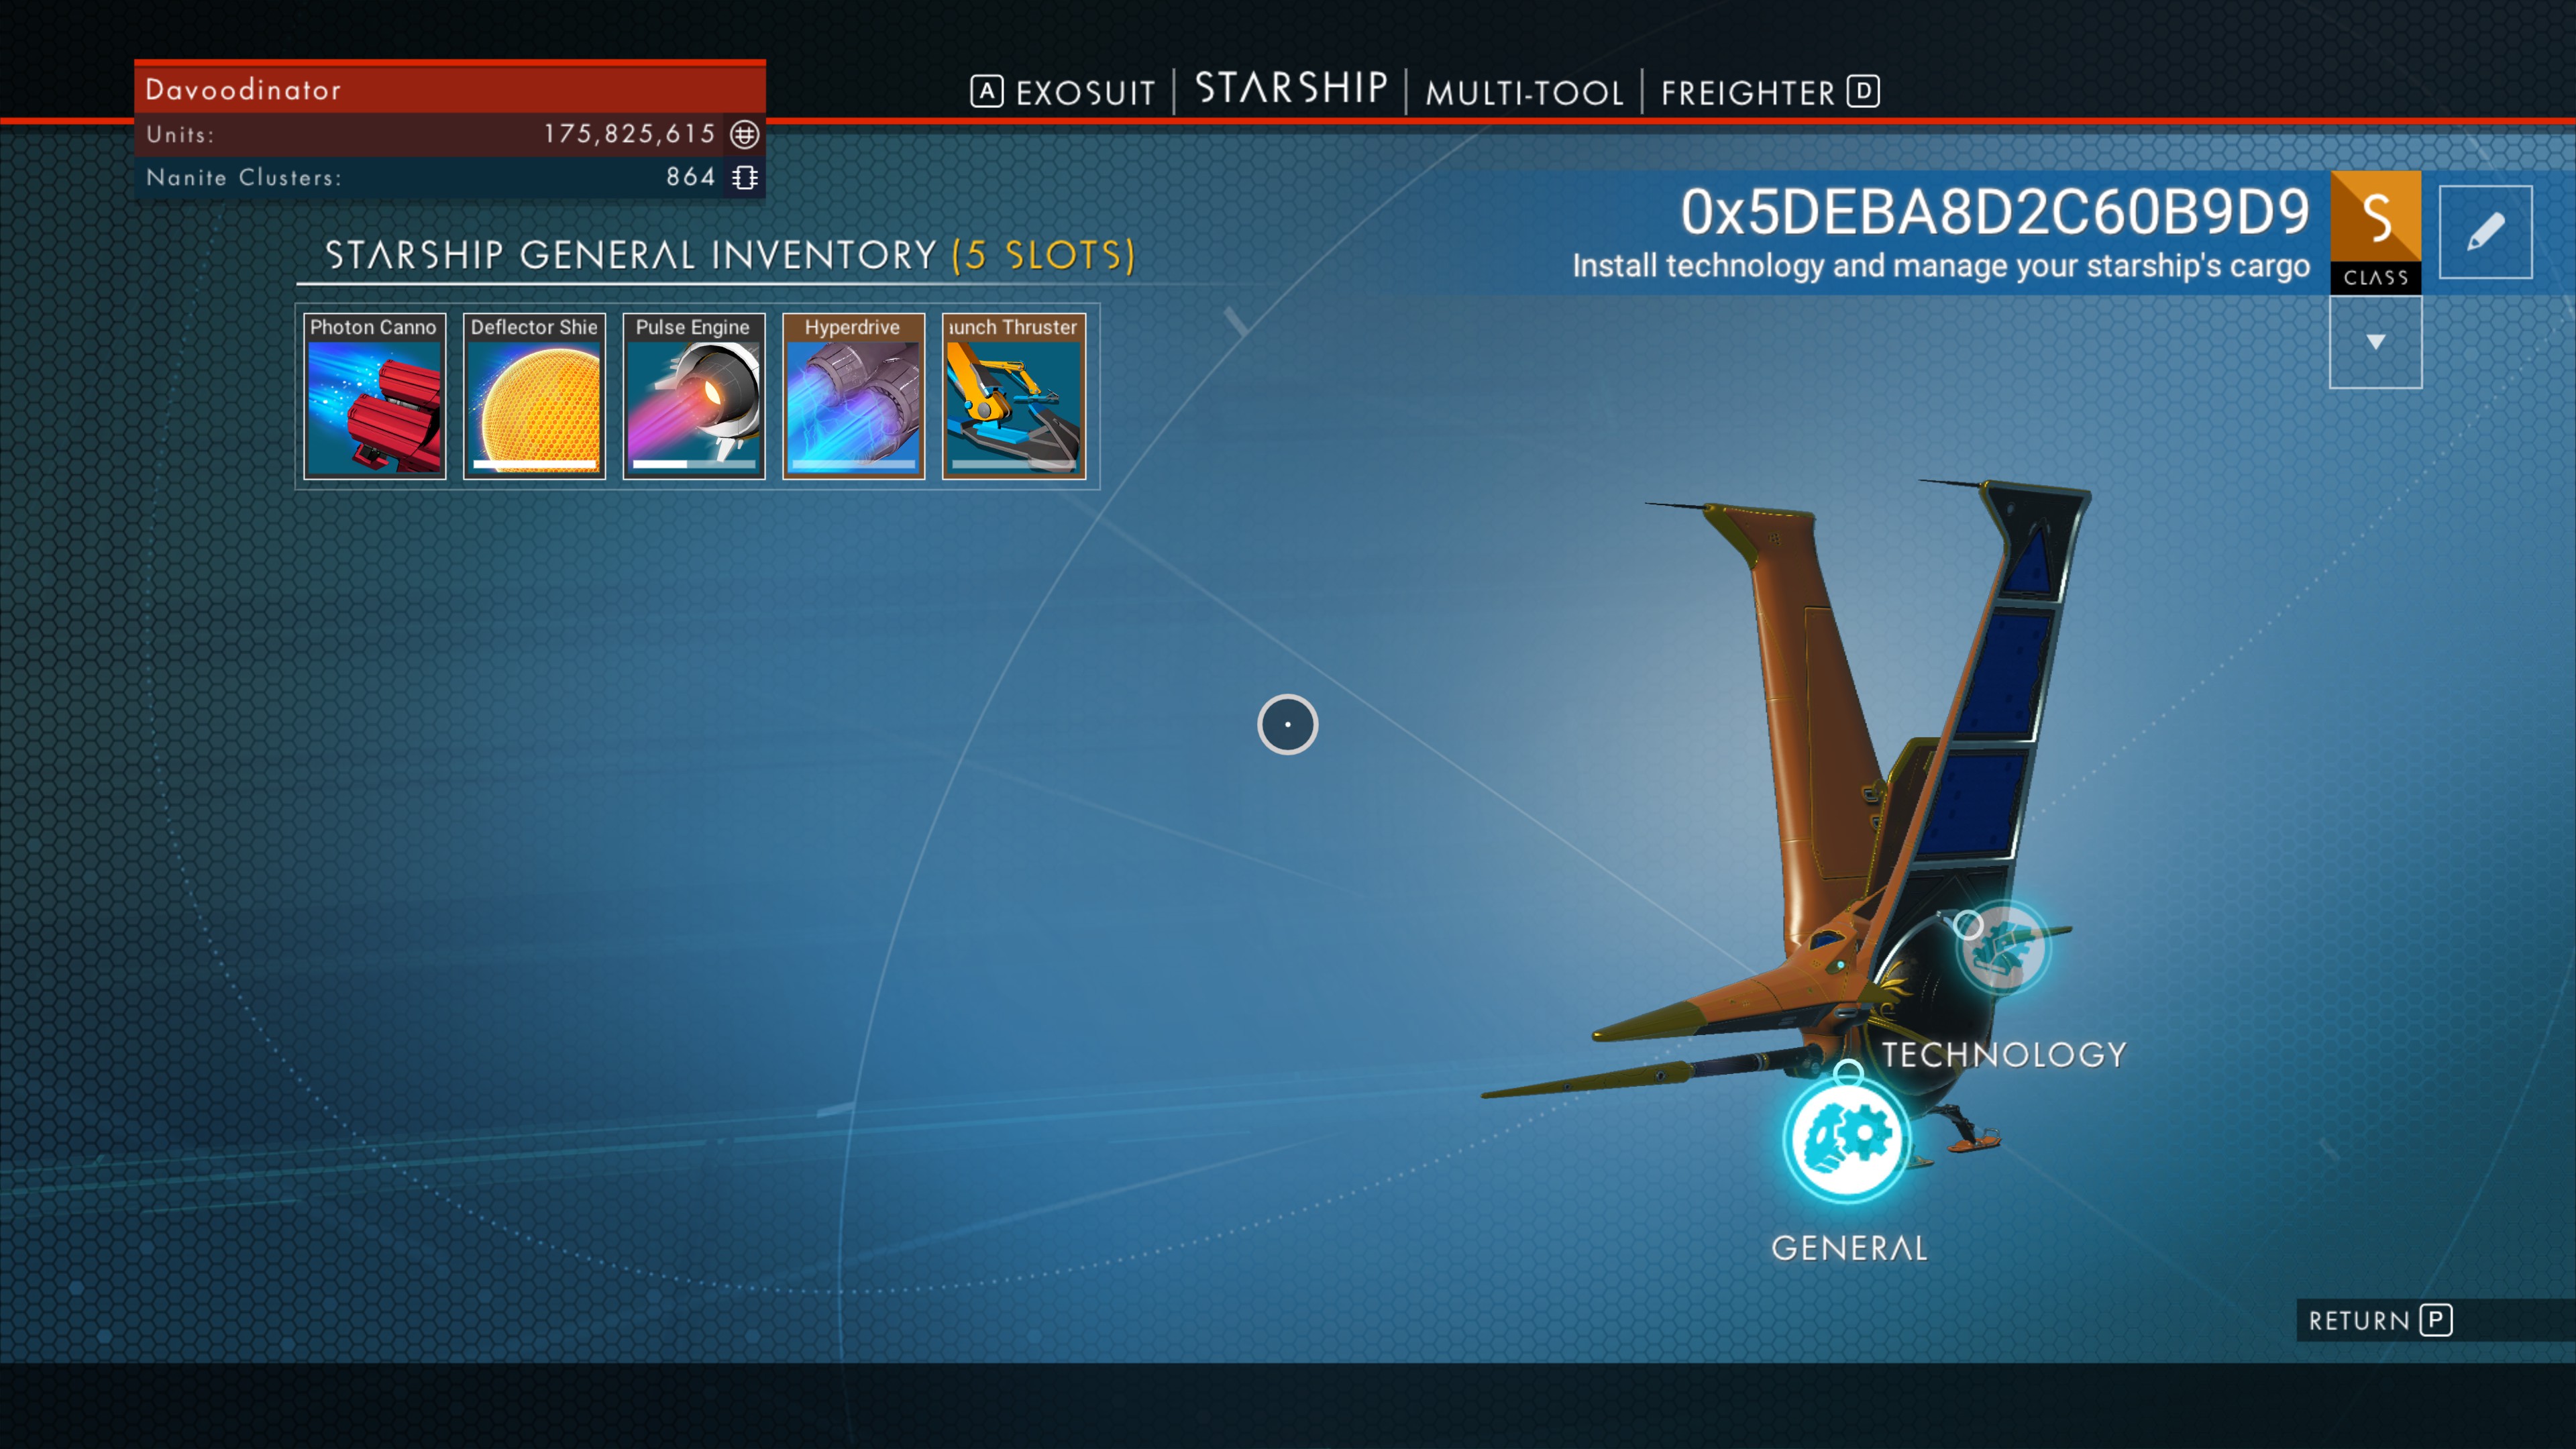 Davoodinator
Units: 175,825,615
Nanite Clusters: 864
A EXOSUIT STARSHIP MULTI-TOOL FREIGHTER D
0x5DEBA8D2C60B9D9
Install technology and manage your starship's cargo
S
CLASS
STARSHIP GENERAL INVENTORY (5 SLOTS)
Photon Canno Deflector Shie Pulse Engine Hyperdrive aunch Thruster
TECHNOLOGY
GENERAL
RETURN P